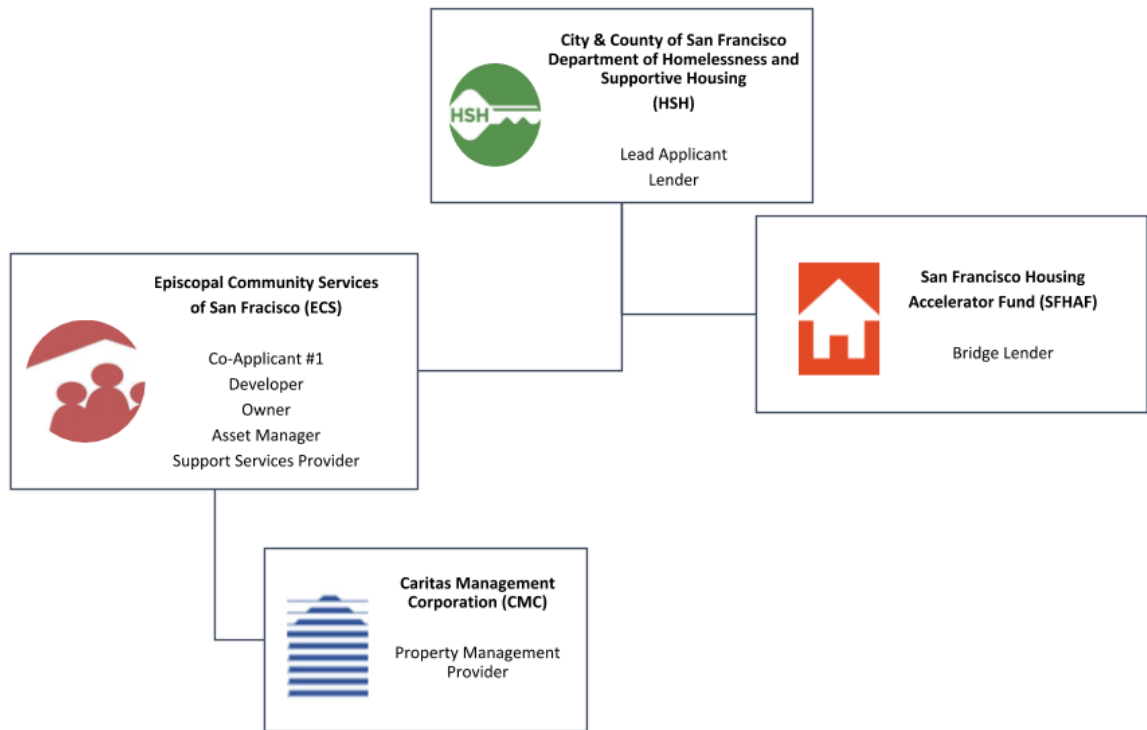 City & County of San Francisco
Department of Homelessness and
Supportive Housing
(HSH)
HSH
Lead Applicant
Lender
San Francisco Housing
Accelerator Fund (SFHAF)
Bridge Lender
Episcopal Community Services
of San Fracisco (ECS)
Co-Applicant #1
Developer
Owner
Asset Manager
Support Services Provider
Caritas Management
Corporation (CMC)
Property Management
Provider